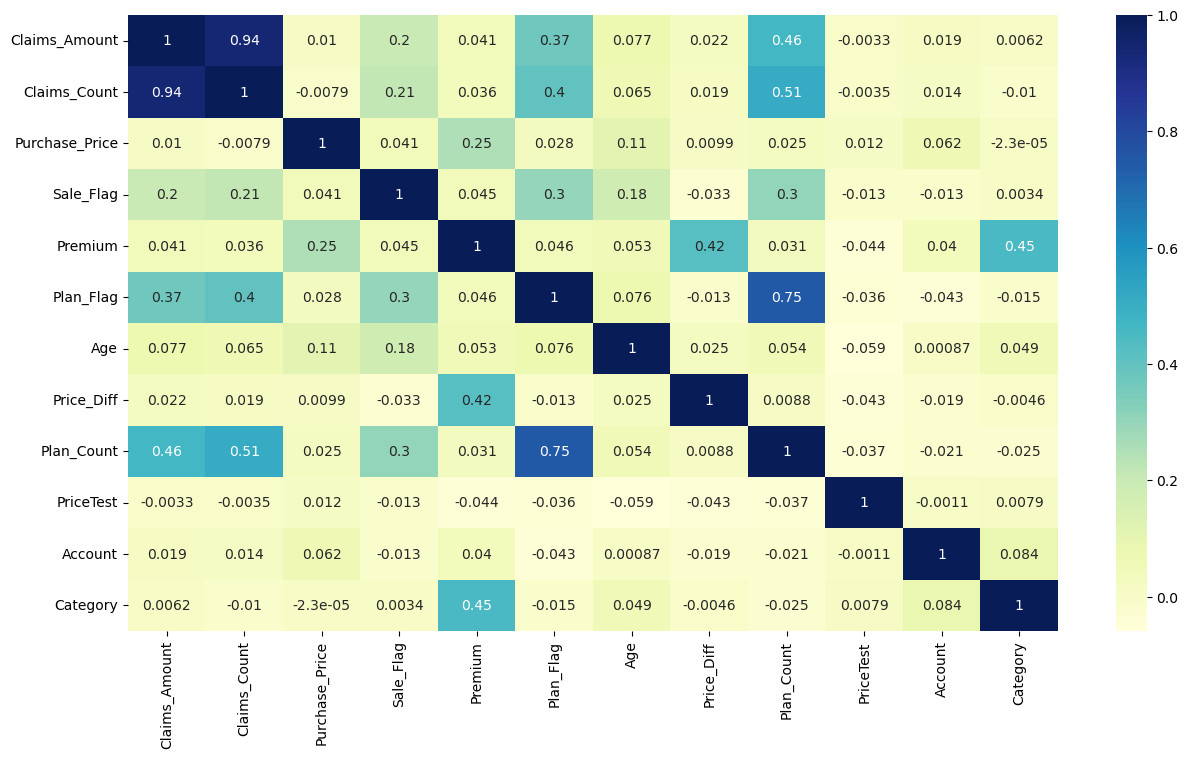 Claims_Amount 1 0.94 0.01 0.2 0.041 0.37 0.077 0.022 0.46 -0.0033 0.019 0.0062
Claims_Count 0.94 1 -0.0079 0.21 0.036 0.4 0.065 0.019 0.51 -0.0035 0.014 -0.01
Purchase_Price 0.01 -0.0079 1 0.041 0.25 0.028 0.11 0.0099 0.025 0.012 0.062 -2.3e-05
Sale_Flag 0.2 0.21 0.041 1 0.045 0.3 0.18 -0.033 0.3 -0.013 -0.013 0.0034
Premium 0.041 0.036 0.25 0.045 1 0.046 0.053 0.42 0.031 -0.044 0.04 0.45
Plan_Flag 0.37 0.4 0.028 0.3 0.046 1 0.076 -0.013 0.75 -0.036 -0.043 -0.015
Age 0.077 0.065 0.11 0.18 0.053 0.076 1 0.025 0.054 -0.059 0.00087 0.049
Price_Diff 0.022 0.019 0.0099 -0.033 0.42 -0.013 0.025 1 0.0088 -0.043 -0.019 -0.0046
Plan_Count 0.46 0.51 0.025 0.3 0.031 0.75 0.054 0.0088 1 -0.037 -0.021 -0.025
PriceTest -0.0033 -0.0035 0.012 -0.013 -0.044 -0.036 -0.059 -0.043 -0.037 1 -0.0011 0.0079
Account 0.019 0.014 0.062 -0.013 0.04 -0.043 0.00087 -0.019 -0.021 -0.0011 1 0.084
Category 0.0062 -0.01 -2.3e-05 0.0034 0.45 -0.015 0.049 -0.0046 -0.025 0.0079 0.084 1
Claims_Amount
Claims_Count
Purchase_Price
Sale_Flag
Premium
Plan_Flag
Age
Price_Diff
Plan_Count
PriceTest
Account
Category
1.0
0.8
0.6
0.4
0.2
0.0